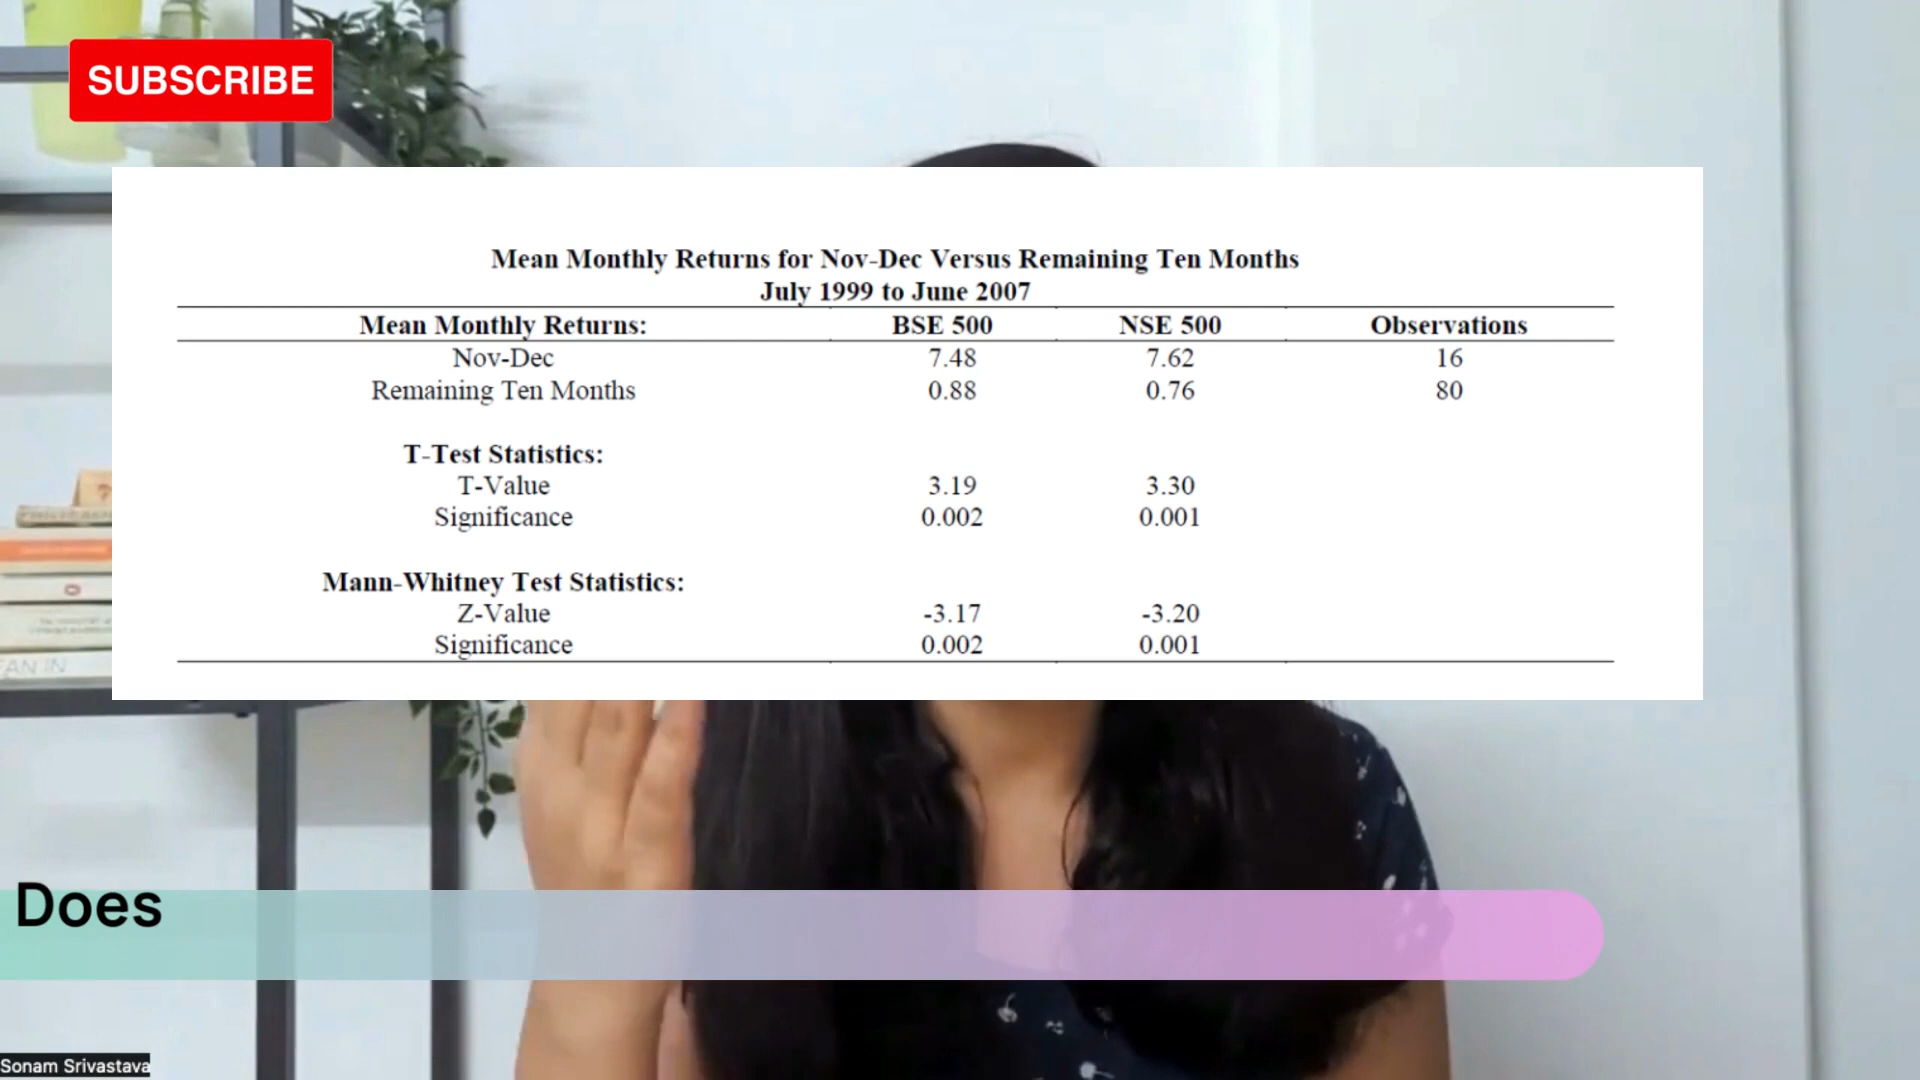 SUBSCRIBE
Mean Monthly Returns for Nov-Dec Versus Remaining Ten Months
July 1999 to June 2007
Mean Monthly Returns: BSE 500 NSE 500 Observations
Nov-Dec 7.48 7.62 16
Remaining Ten Months 0.88 0.76 80
T-Test Statistics:
T-Value 3.19 3.30
Significance 0.002 0.001
Mann-Whitney Test Statistics:
Z-Value -3.17 -3.20
Significance 0.002 0.001
AN IN
Does
Sonam Srivastava